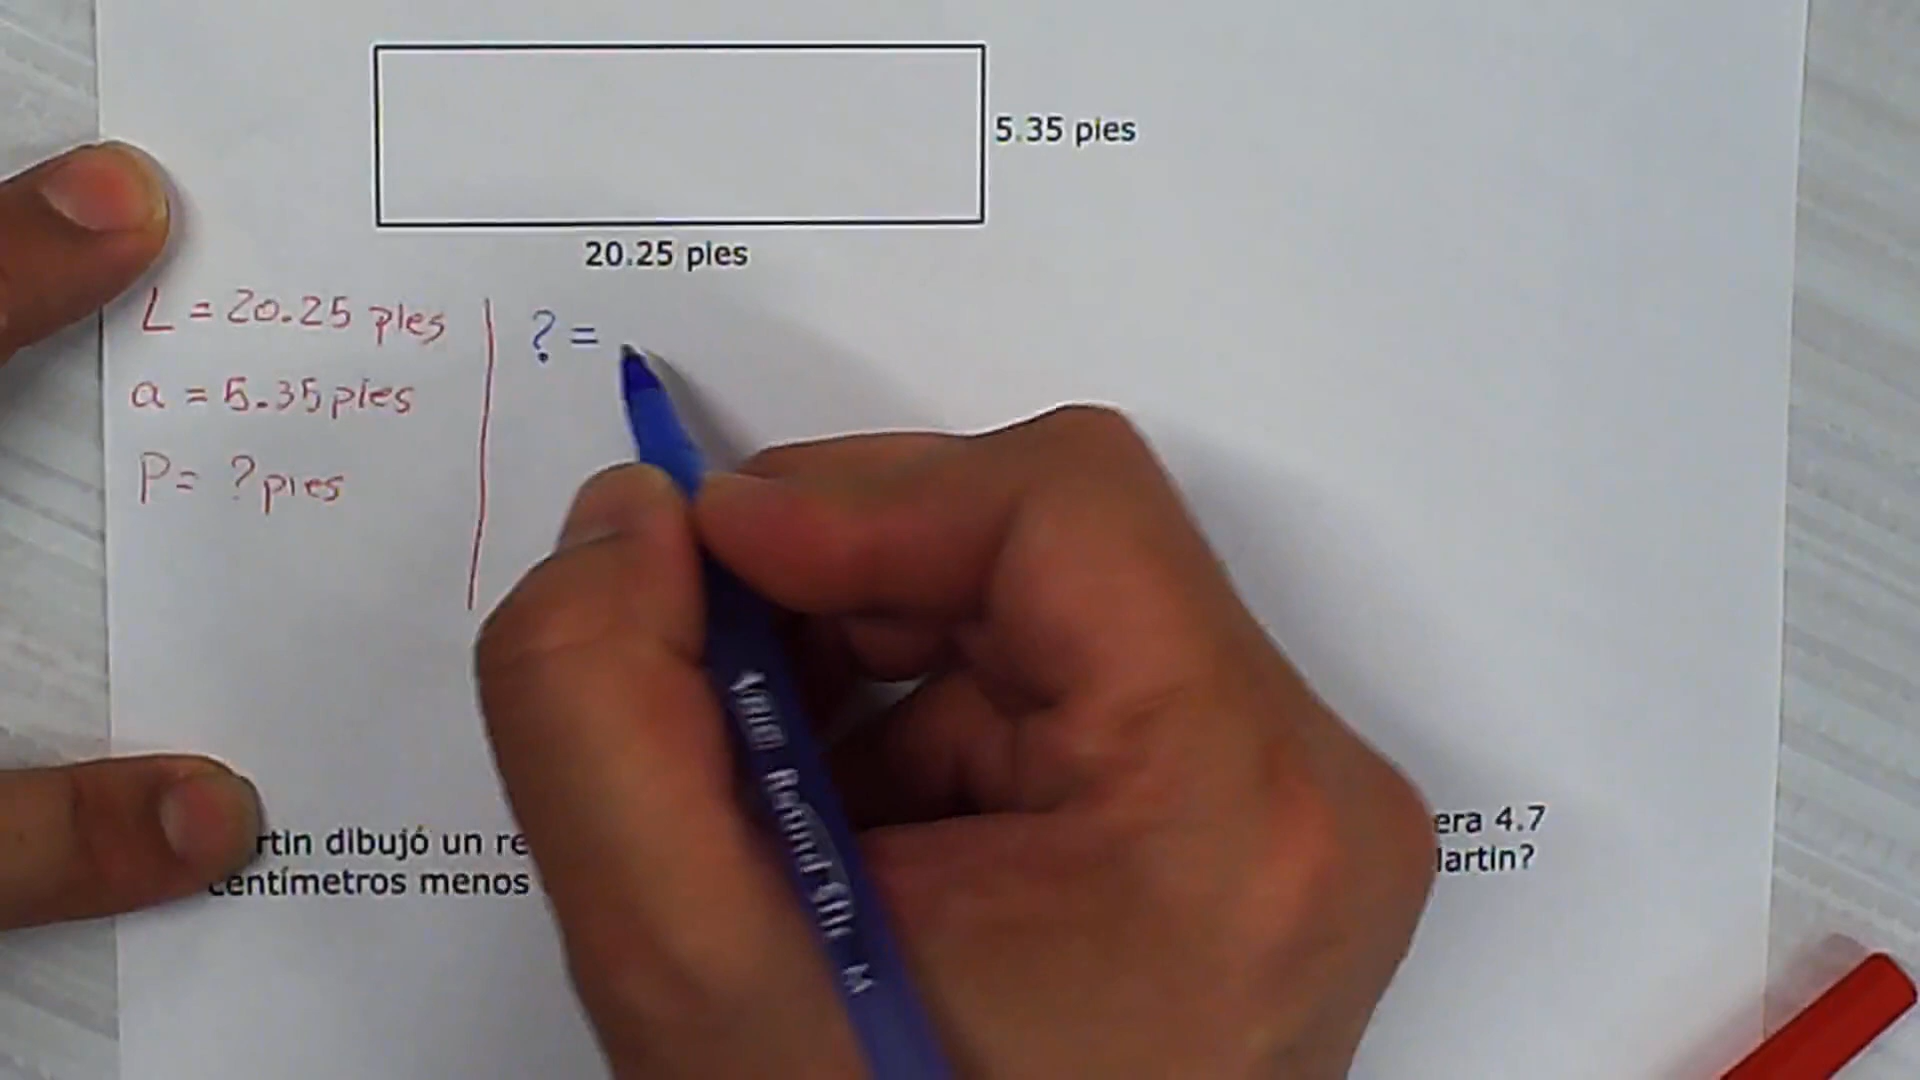 5.35 pies
20.25 pies
L = 20.25 pies
a = 5.35 pies
P = ? pies
? =
rtin dibujó un re
era 4.7
centímetros menos
artin?